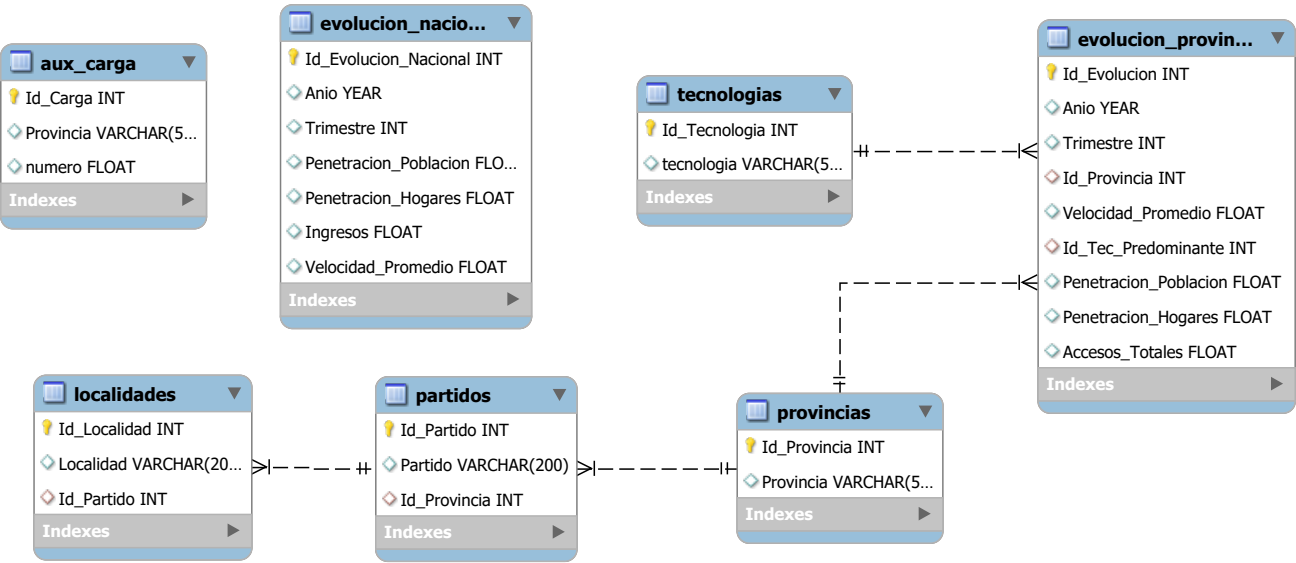 aux_carga
Id_Carga INT
Provincia VARCHAR(5...
numero FLOAT
Indexes
evolucion_nacio...
Id_Evolucion_Nacional INT
Anio YEAR
Trimestre INT
Penetracion_Poblacion FLO...
Penetracion_Hogares FLOAT
Ingresos FLOAT
Velocidad_Promedio FLOAT
Indexes
tecnologias
Id_Tecnologia INT
tecnologia VARCHAR(5...
Indexes
evolucion_provin...
Id_Evolucion INT
Anio YEAR
Trimestre INT
Id_Provincia INT
Velocidad_Promedio FLOAT
Id_Tec_Predominante INT
Penetracion_Poblacion FLOAT
Penetracion_Hogares FLOAT
Accesos_Totales FLOAT
Indexes
localidades
Id_Localidad INT
Localidad VARCHAR(20...
Id_Partido INT
Indexes
partidos
Id_Partido INT
Partido VARCHAR(200)
Id_Provincia INT
Indexes
provincias
Id_Provincia INT
Provincia VARCHAR(5...
Indexes